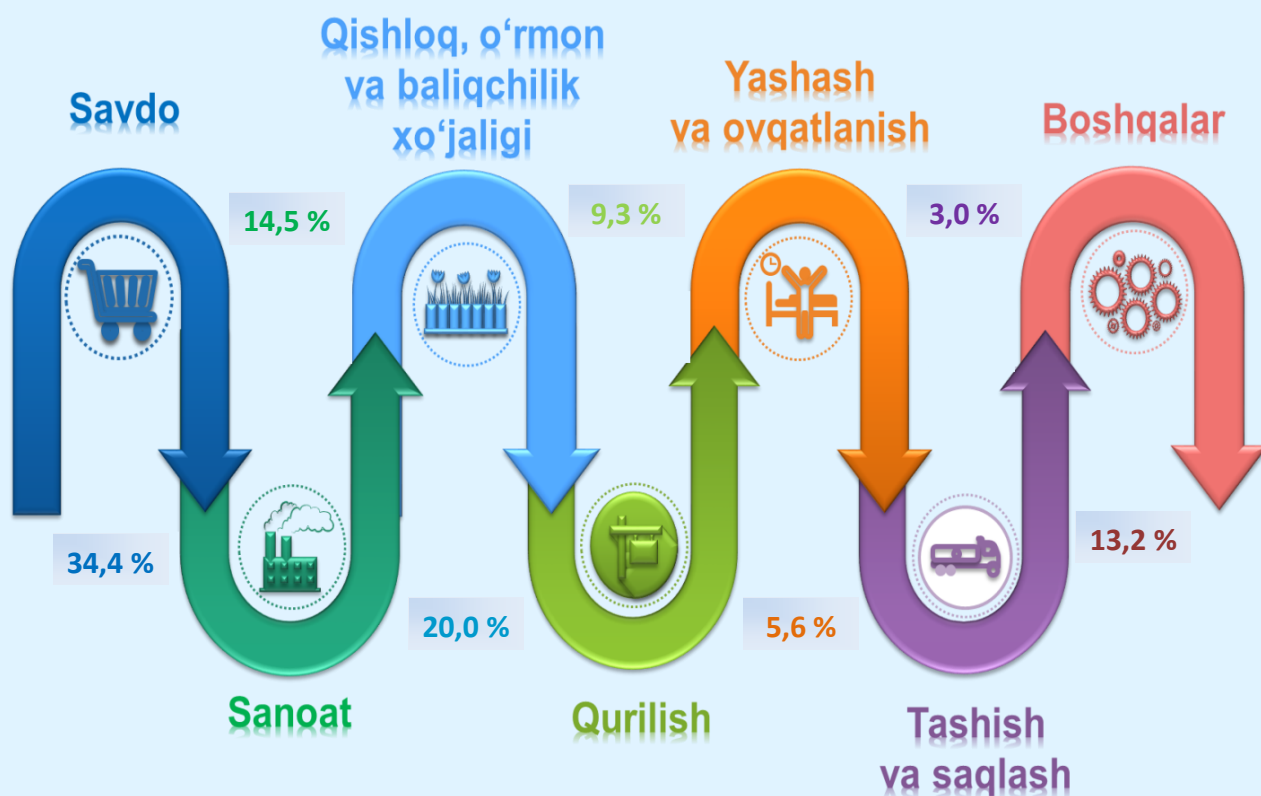 Savdo
34,4 %
14,5 %
Sanoat
Qishloq, o‘rmon
va baliqchilik
xo‘jaligi
20,0 %
9,3 %
Qurilish
Yashash
va ovqatlanish
5,6 %
3,0 %
Tashish
va saqlash
Boshqalar
13,2 %